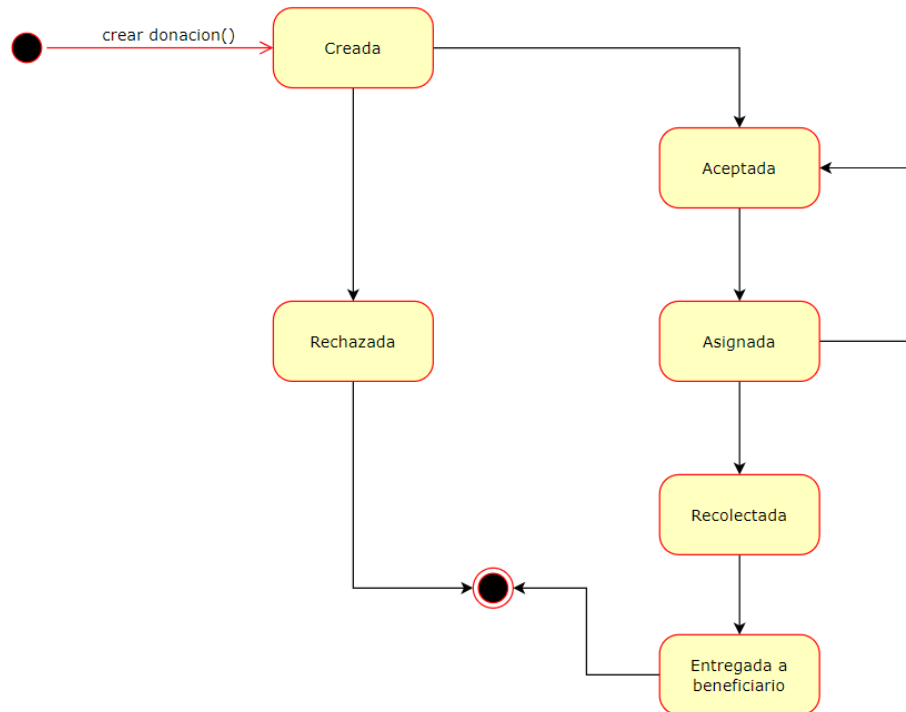 crear donacion()
Creada
Aceptada
Rechazada
Asignada
Recolectada
Entregada a
beneficiario